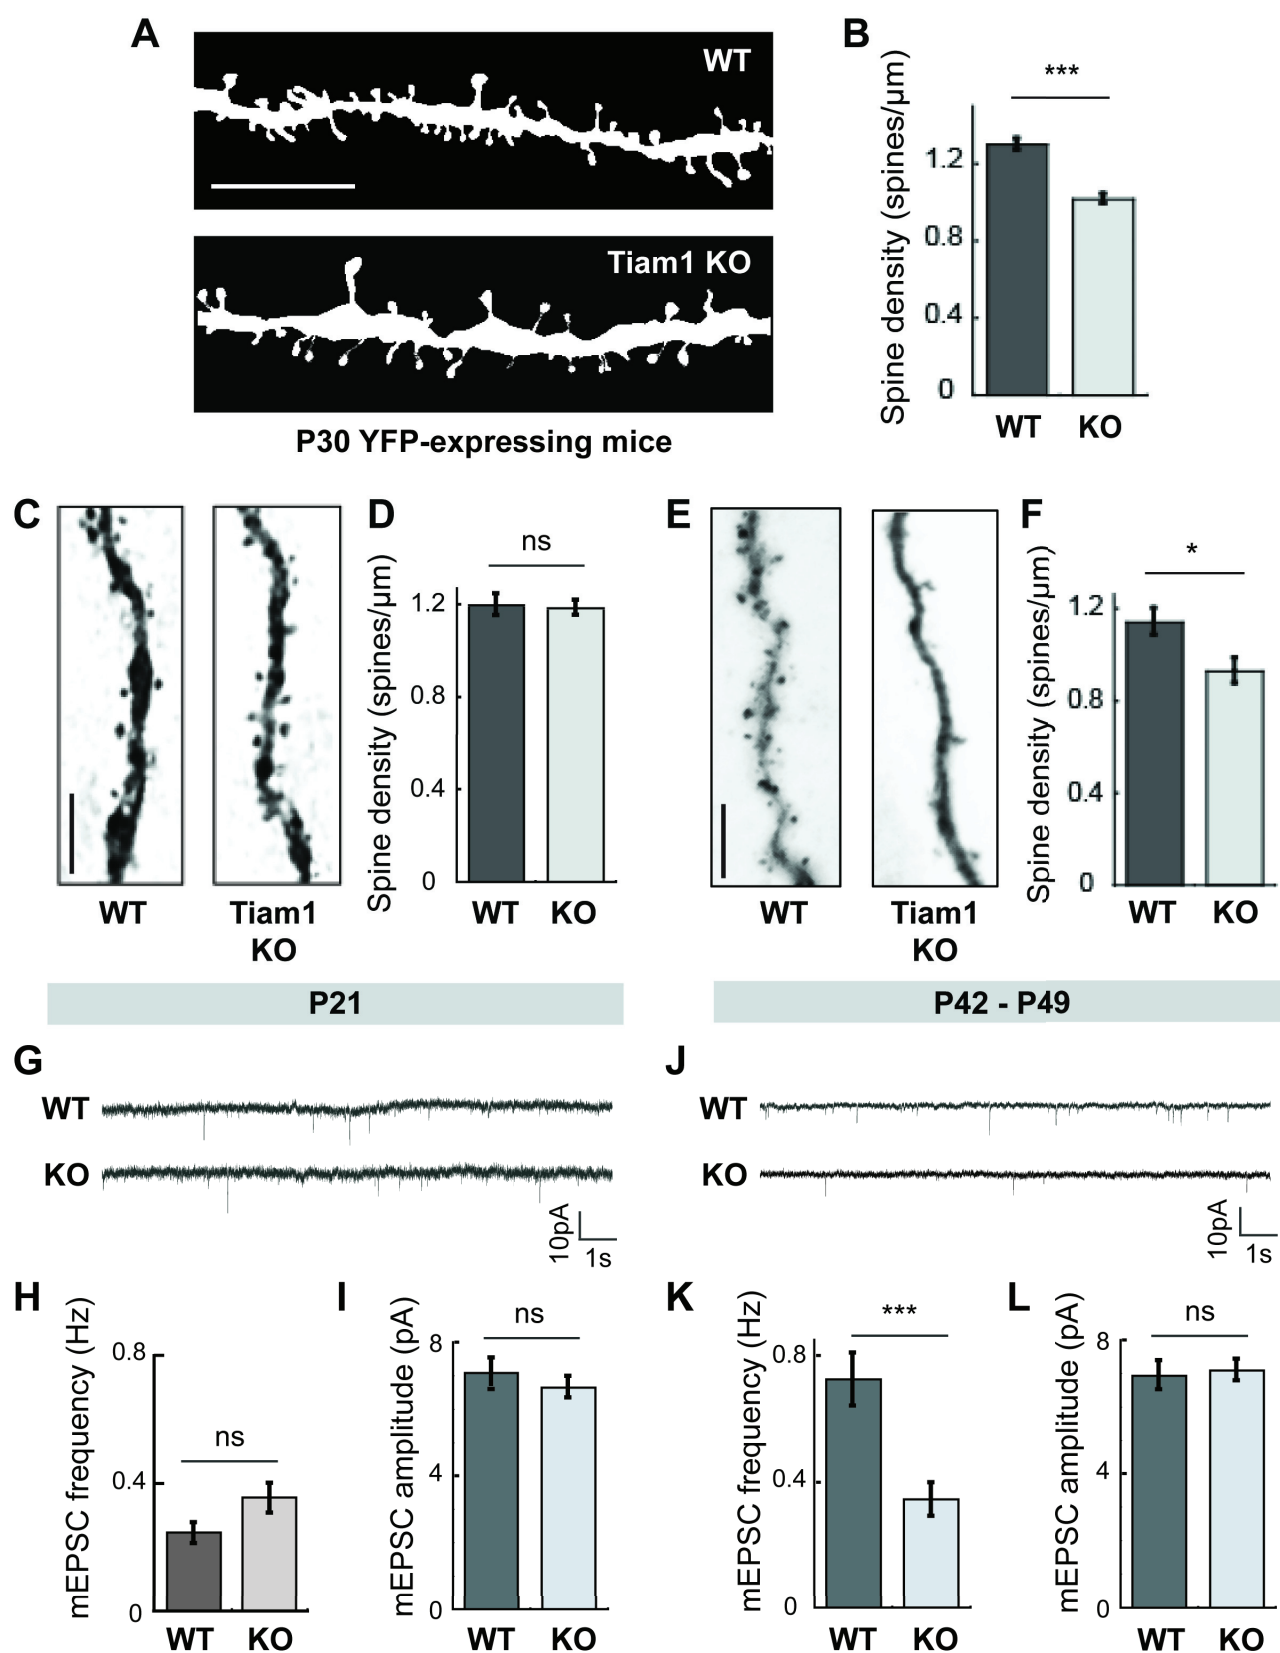 A
WT
Tiam1 KO
P30 YFP-expressing mice
B
***
Spine density (spines/µm)
1.2
0.8
0.4
0
WT KO
C
WT
Tiam1
KO
D
ns
Spine density (spines/µm)
1.2
0.8
0.4
0
WT KO
P21
E
WT
Tiam1
KO
F
*
Spine density (spines/µm)
1.2
0.8
0.4
0
WT KO
P42 - P49
G
WT
KO
10pA
1s
J
WT
KO
10pA
1s
H
mEPSC frequency (Hz)
0.8
0.4
0
ns
WT KO
I
mEPSC amplitude (pA)
8
4
0
ns
WT KO
K
mEPSC frequency (Hz)
0.8
0.4
0
***
WT KO
L
mEPSC amplitude (pA)
8
4
0
ns
WT KO